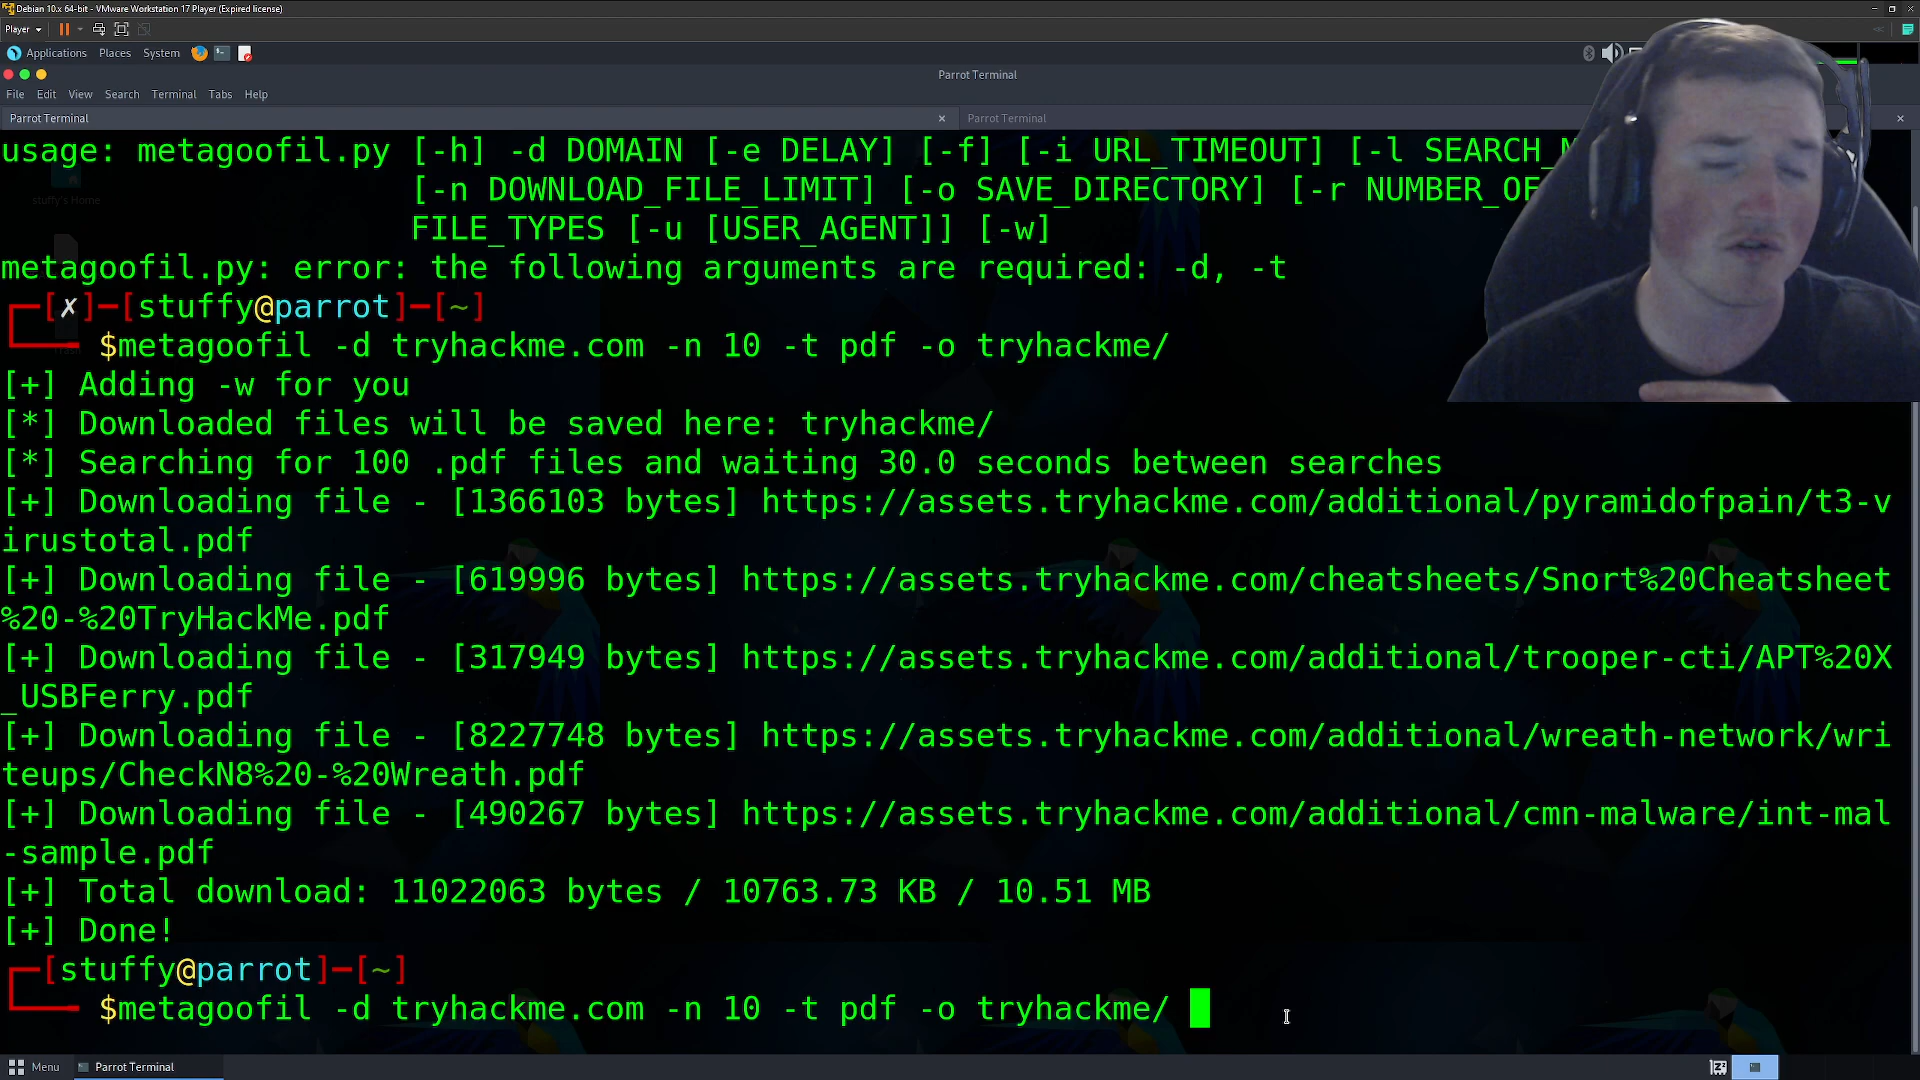 Debian 10.x 64-bit - VMware Workstation 17 Player (Expired license)
Player
Applications Places System
Parrot Terminal
File Edit View Search Terminal Tabs Help
Parrot Terminal × Parrot Terminal ×
usage: metagoofil.py [-h] -d DOMAIN [-e DELAY] [-f] [-i URL_TIMEOUT] [-l
[-n DOWNLOAD_FILE_LIMIT] [-o SAVE_DIRECTORY] [-r
FILE_TYPES [-u [USER_AGENT]] [-w]
stuffy's Home
metagoofil.py: error: the following arguments are required: -d, -t
┌─[✗]─[stuffy@parrot]─[~]
└──╼ $metagoofil -d tryhackme.com -n 10 -t pdf -o tryhackme/
[+] Adding -w for you
[*] Downloaded files will be saved here: tryhackme/
[*] Searching for 100 .pdf files and waiting 30.0 seconds between searches
[+] Downloading file - [1366103 bytes] https://assets.tryhackme.com/additional/pyramidofpain/t3-v
irustotal.pdf
[+] Downloading file - [619996 bytes] https://assets.tryhackme.com/cheatsheets/Snort%20Cheatsheet
%20-%20TryHackMe.pdf
[+] Downloading file - [317949 bytes] https://assets.tryhackme.com/additional/trooper-cti/APT%20X
_USBFerry.pdf
[+] Downloading file - [8227748 bytes] https://assets.tryhackme.com/additional/wreath-network/wri
teups/CheckN8%20-%20Wreath.pdf
[+] Downloading file - [490267 bytes] https://assets.tryhackme.com/additional/cmn-malware/int-mal
-sample.pdf
[+] Total download: 11022063 bytes / 10763.73 KB / 10.51 MB
[+] Done!
┌─[stuffy@parrot]─[~]
└──╼ $metagoofil -d tryhackme.com -n 10 -t pdf -o tryhackme/
Menu Parrot Terminal